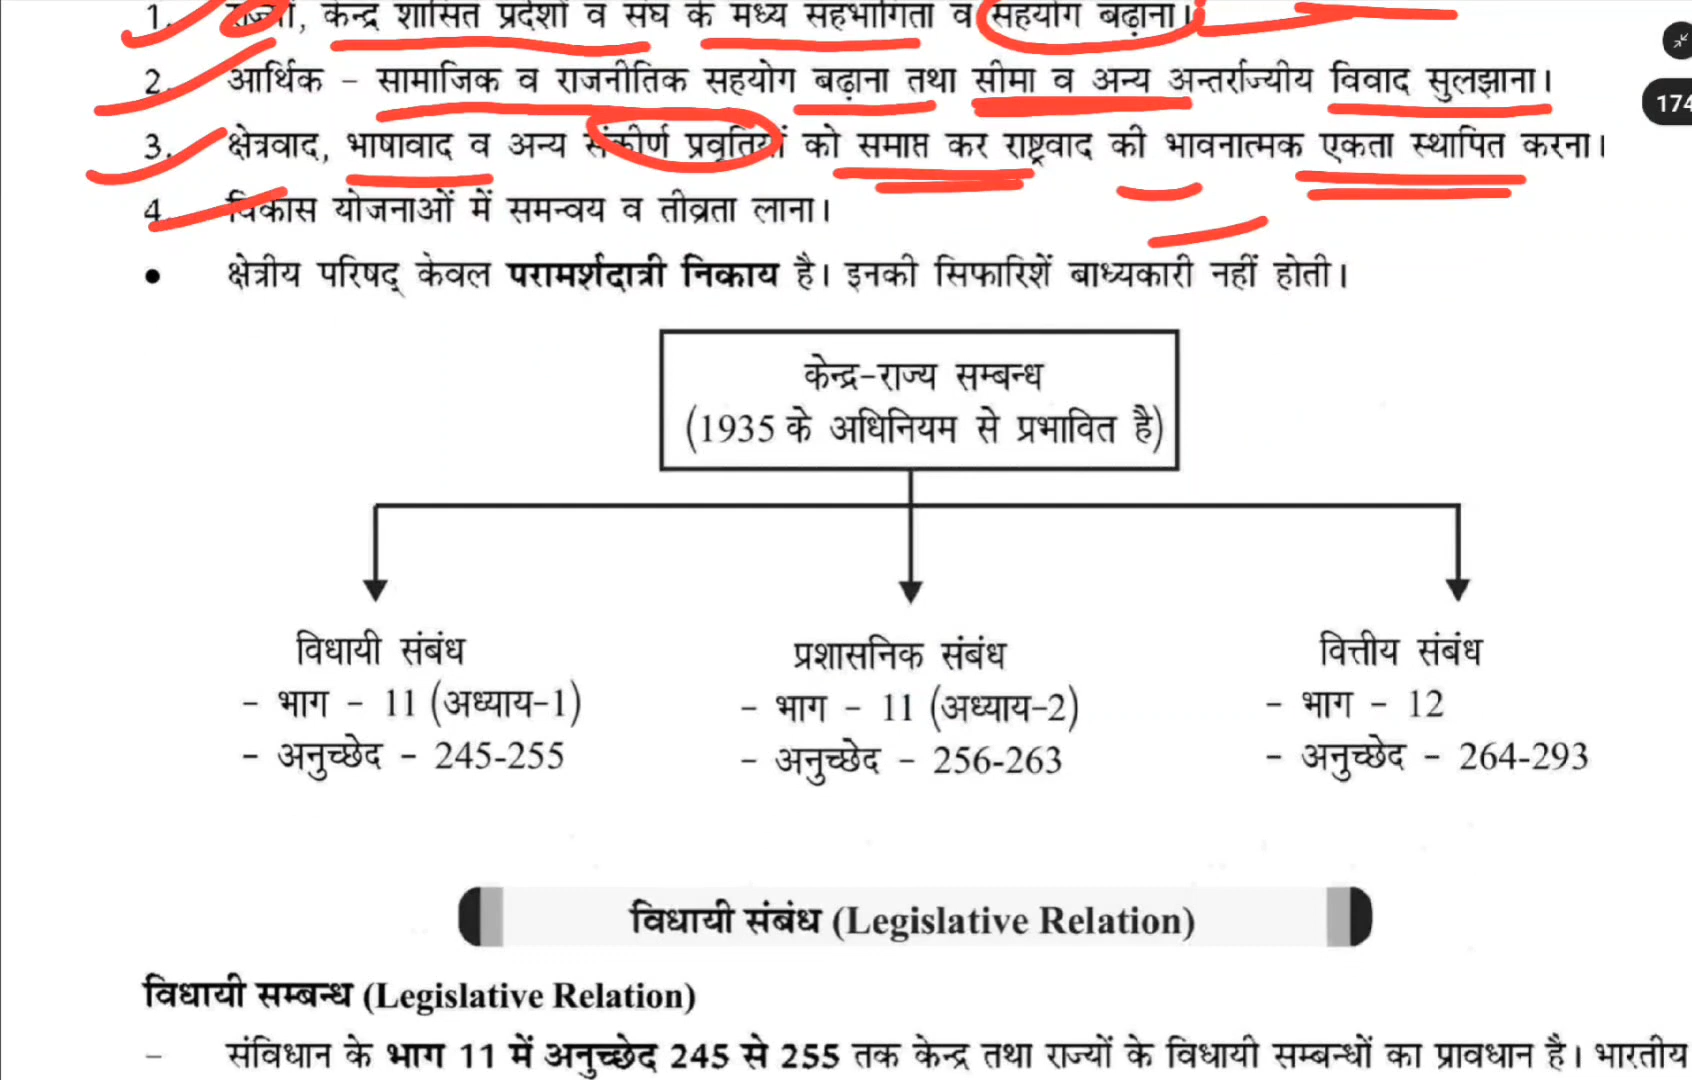 1. राज्यों, केन्द्र शासित प्रदेशों व संघ के मध्य सहभागिता व सहयोग बढ़ाना।
2. आर्थिक – सामाजिक व राजनीतिक सहयोग बढ़ाना तथा सीमा व अन्य अन्तर्राज्यीय विवाद सुलझाना।
174
3. क्षेत्रवाद, भाषावाद व अन्य संकीर्ण प्रवृतियों को समाप्त कर राष्ट्रवाद की भावनात्मक एकता स्थापित करना।
4. विकास योजनाओं में समन्वय व तीव्रता लाना।
• क्षेत्रीय परिषद् केवल परामर्शदात्री निकाय है। इनकी सिफारिशें बाध्यकारी नहीं होती।
केन्द्र-राज्य सम्बन्ध
(1935 के अधिनियम से प्रभावित है)
विधायी संबंध
- भाग - 11 (अध्याय-1)
- अनुच्छेद - 245-255
प्रशासनिक संबंध
- भाग - 11 (अध्याय-2)
- अनुच्छेद - 256-263
वित्तीय संबंध
- भाग - 12
- अनुच्छेद - 264-293
विधायी संबंध (Legislative Relation)
विधायी सम्बन्ध (Legislative Relation)
– संविधान के भाग 11 में अनुच्छेद 245 से 255 तक केन्द्र तथा राज्यों के विधायी सम्बन्धों का प्रावधान है। भारतीय